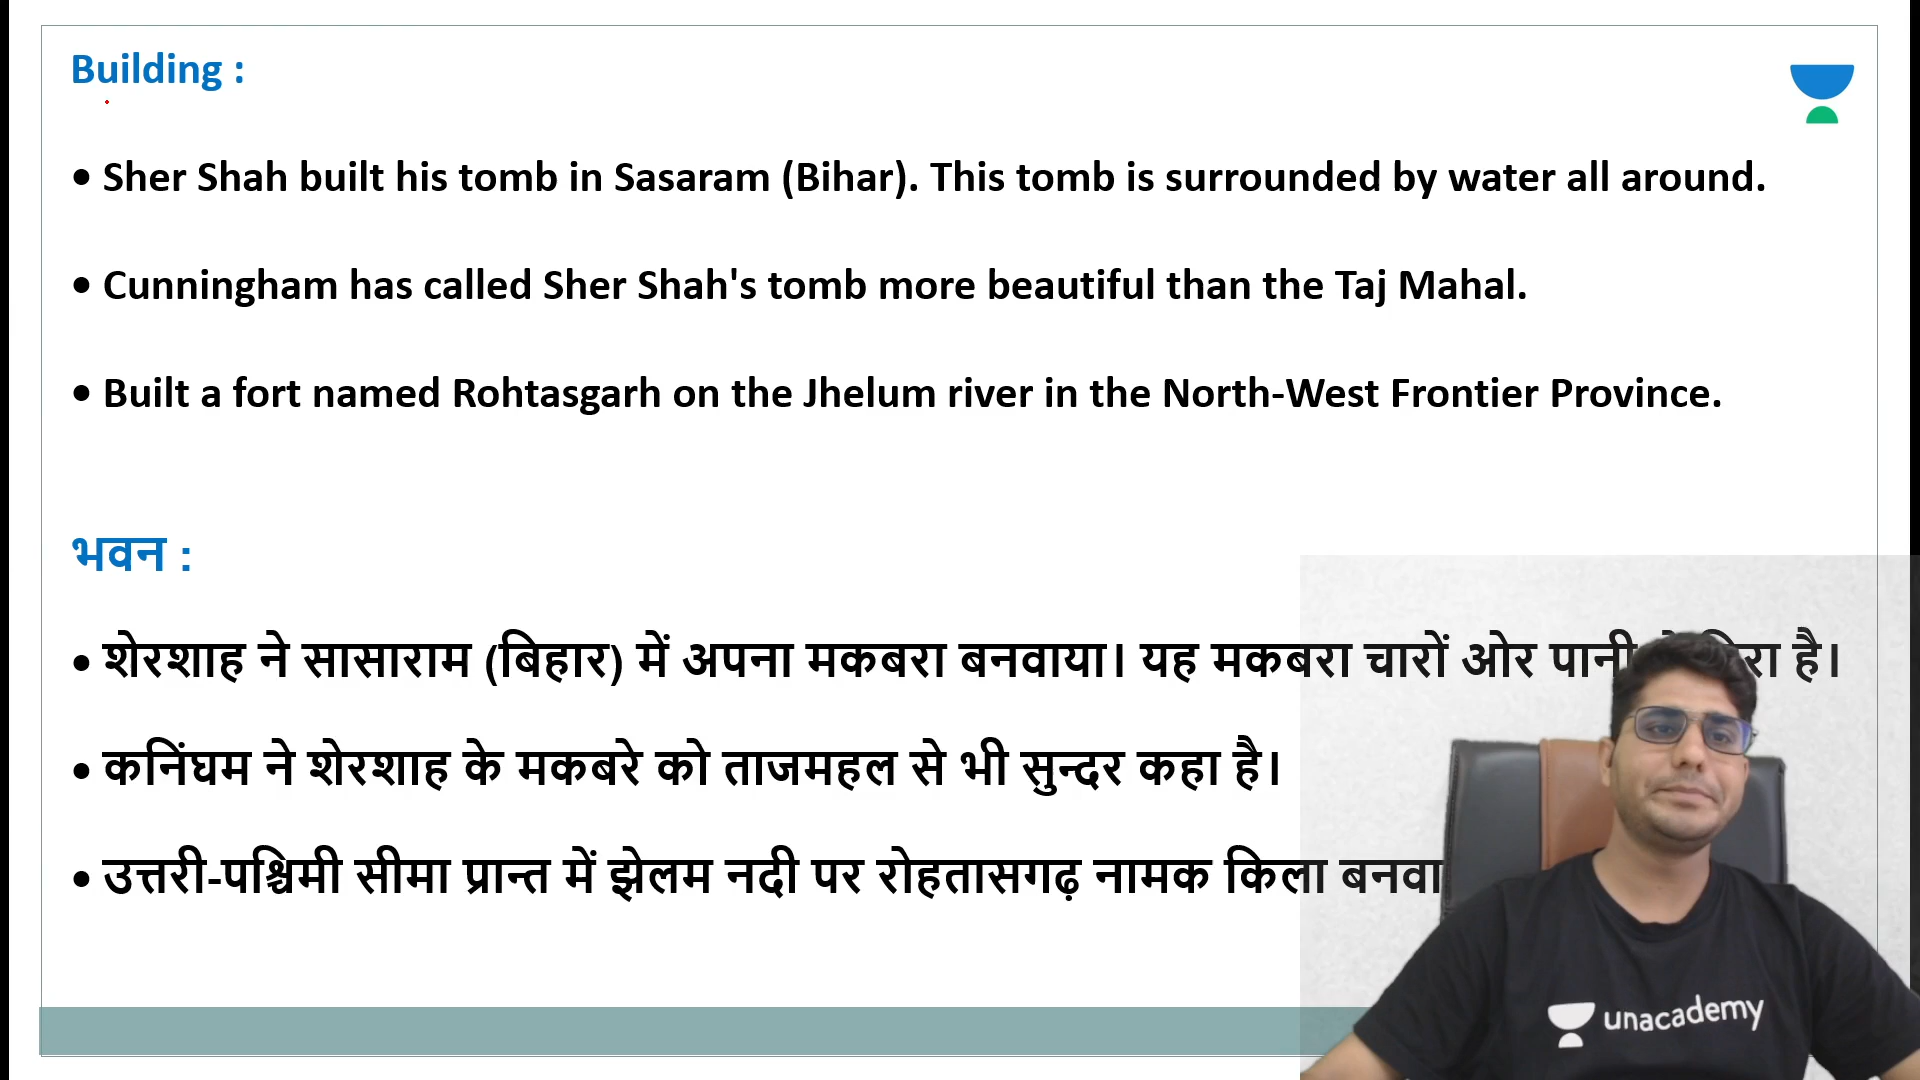 Building :
• Sher Shah built his tomb in Sasaram (Bihar). This tomb is surrounded by water all around.
• Cunningham has called Sher Shah's tomb more beautiful than the Taj Mahal.
• Built a fort named Rohtasgarh on the Jhelum river in the North-West Frontier Province.
भवन :
• शेरशाह ने सासाराम (बिहार) में अपना मकबरा बनवाया। यह मकबरा चारों ओर पानी है।
• कनिंघम ने शेरशाह के मकबरे को ताजमहल से भी सुन्दर कहा है।
• उत्तरी-पश्चिमी सीमा प्रान्त में झेलम नदी पर रोहतासगढ़ नामक किला
unacademy